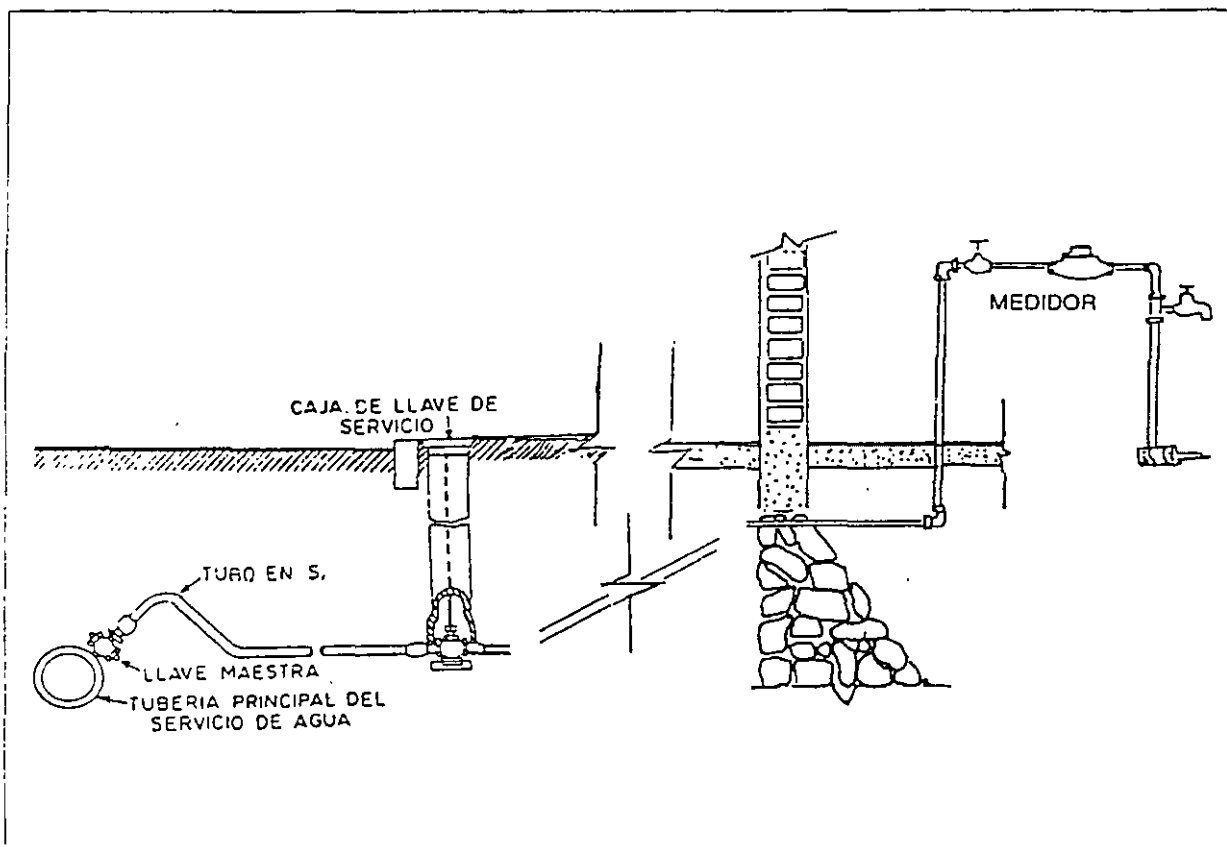 MEDIDOR
CAJA. DE LLAVE DE
SERVICIO
TUBO EN S.
LLAVE MAESTRA
TUBERIA PRINCIPAL DEL
SERVICIO DE AGUA